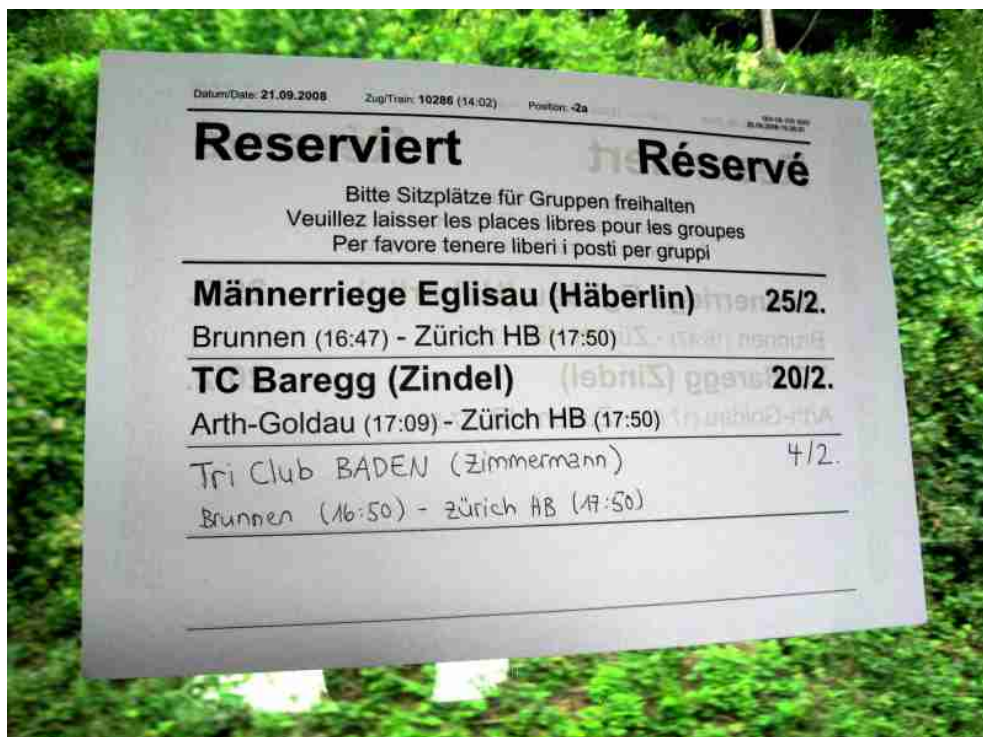 Datum/Date: 21.09.2008 Zug/Train: 10286 (14:02) Position: -2a
Reserviert Réservé
Bitte Sitzplätze für Gruppen freihalten
Veuillez laisser les places libres pour les groupes
Per favore tenere liberi i posti per gruppi
Männerriege Eglisau (Häberlin) 25/2.
Brunnen (16:47) - Zürich HB (17:50)
TC Baregg (Zindel) 20/2.
Arth-Goldau (17:09) - Zürich HB (17:50)
Tri Club BADEN (Zimmermann) 4/2.
Brunnen (16:50) - Zürich HB (17:50)